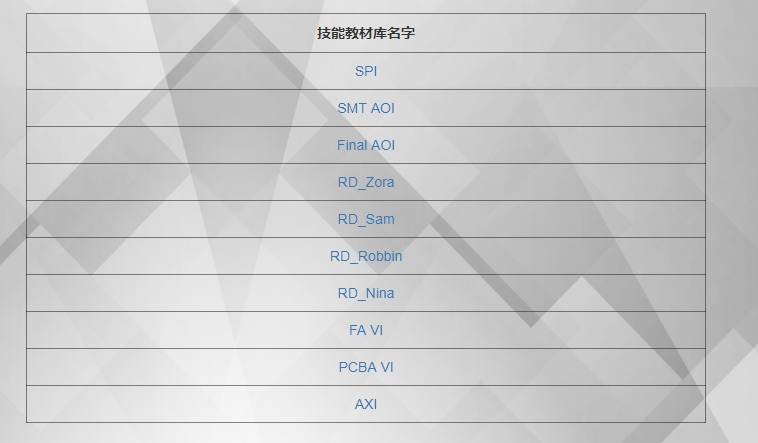 技能教材库名字
SPI
SMT AOI
Final AOI
RD_Zora
RD_Sam
RD_Robbin
RD_Nina
FA VI
PCBA VI
AXI